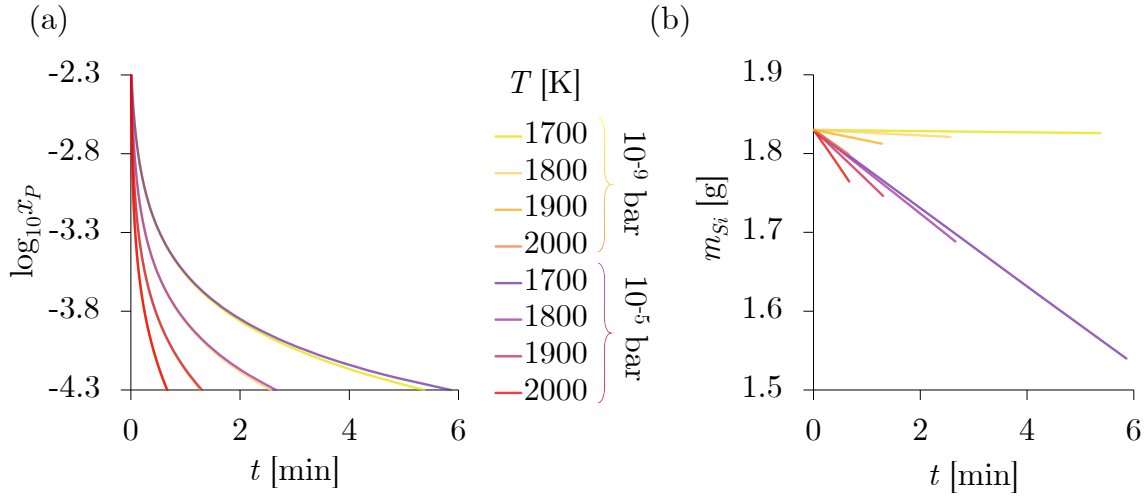 (a)
-2.3
-2.8
-3.3
-3.8
-4.3
log₁₀x_P
0 2 4 6
t [min]
T [K]
1700
1800
1900
2000
10⁻⁹ bar
1700
1800
1900
2000
10⁻⁵ bar
(b)
1.9
1.8
1.7
1.6
1.5
m_Si [g]
0 2 4 6
t [min]